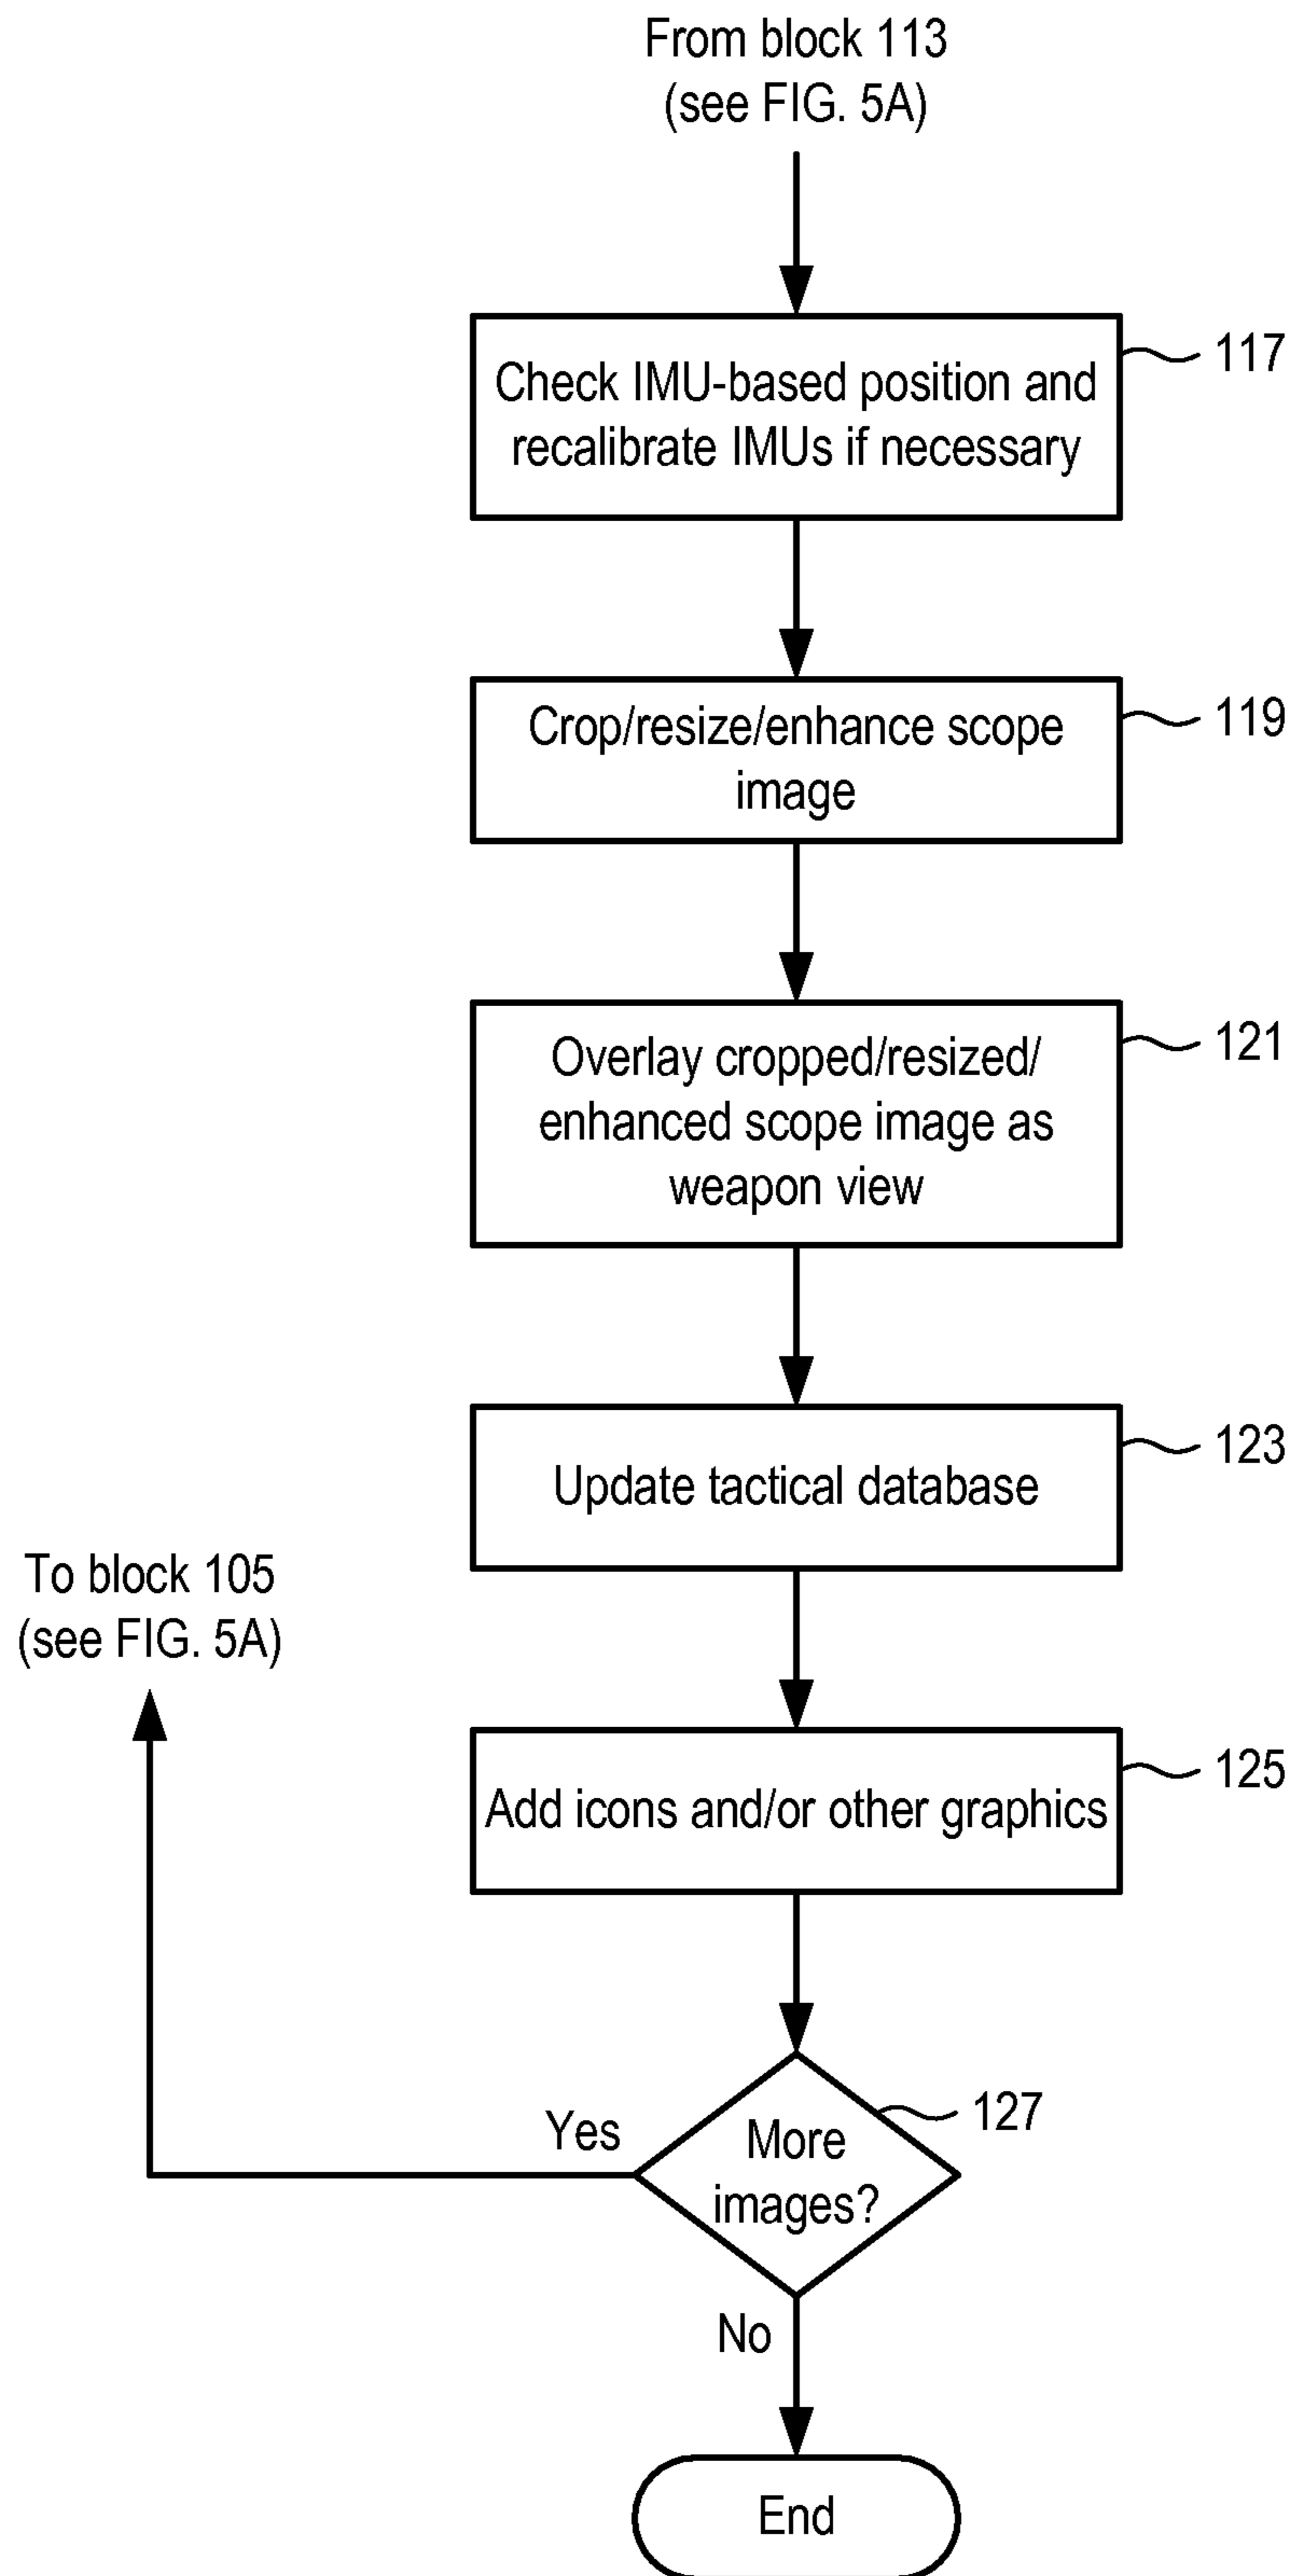 From block 113
(see FIG. 5A)
Check IMU-based position and
recalibrate IMUs if necessary
117
Crop/resize/enhance scope
image
119
Overlay cropped/resized/
enhanced scope image as
weapon view
121
Update tactical database
123
To block 105
(see FIG. 5A)
Add icons and/or other graphics
125
Yes
More
images?
127
No
End